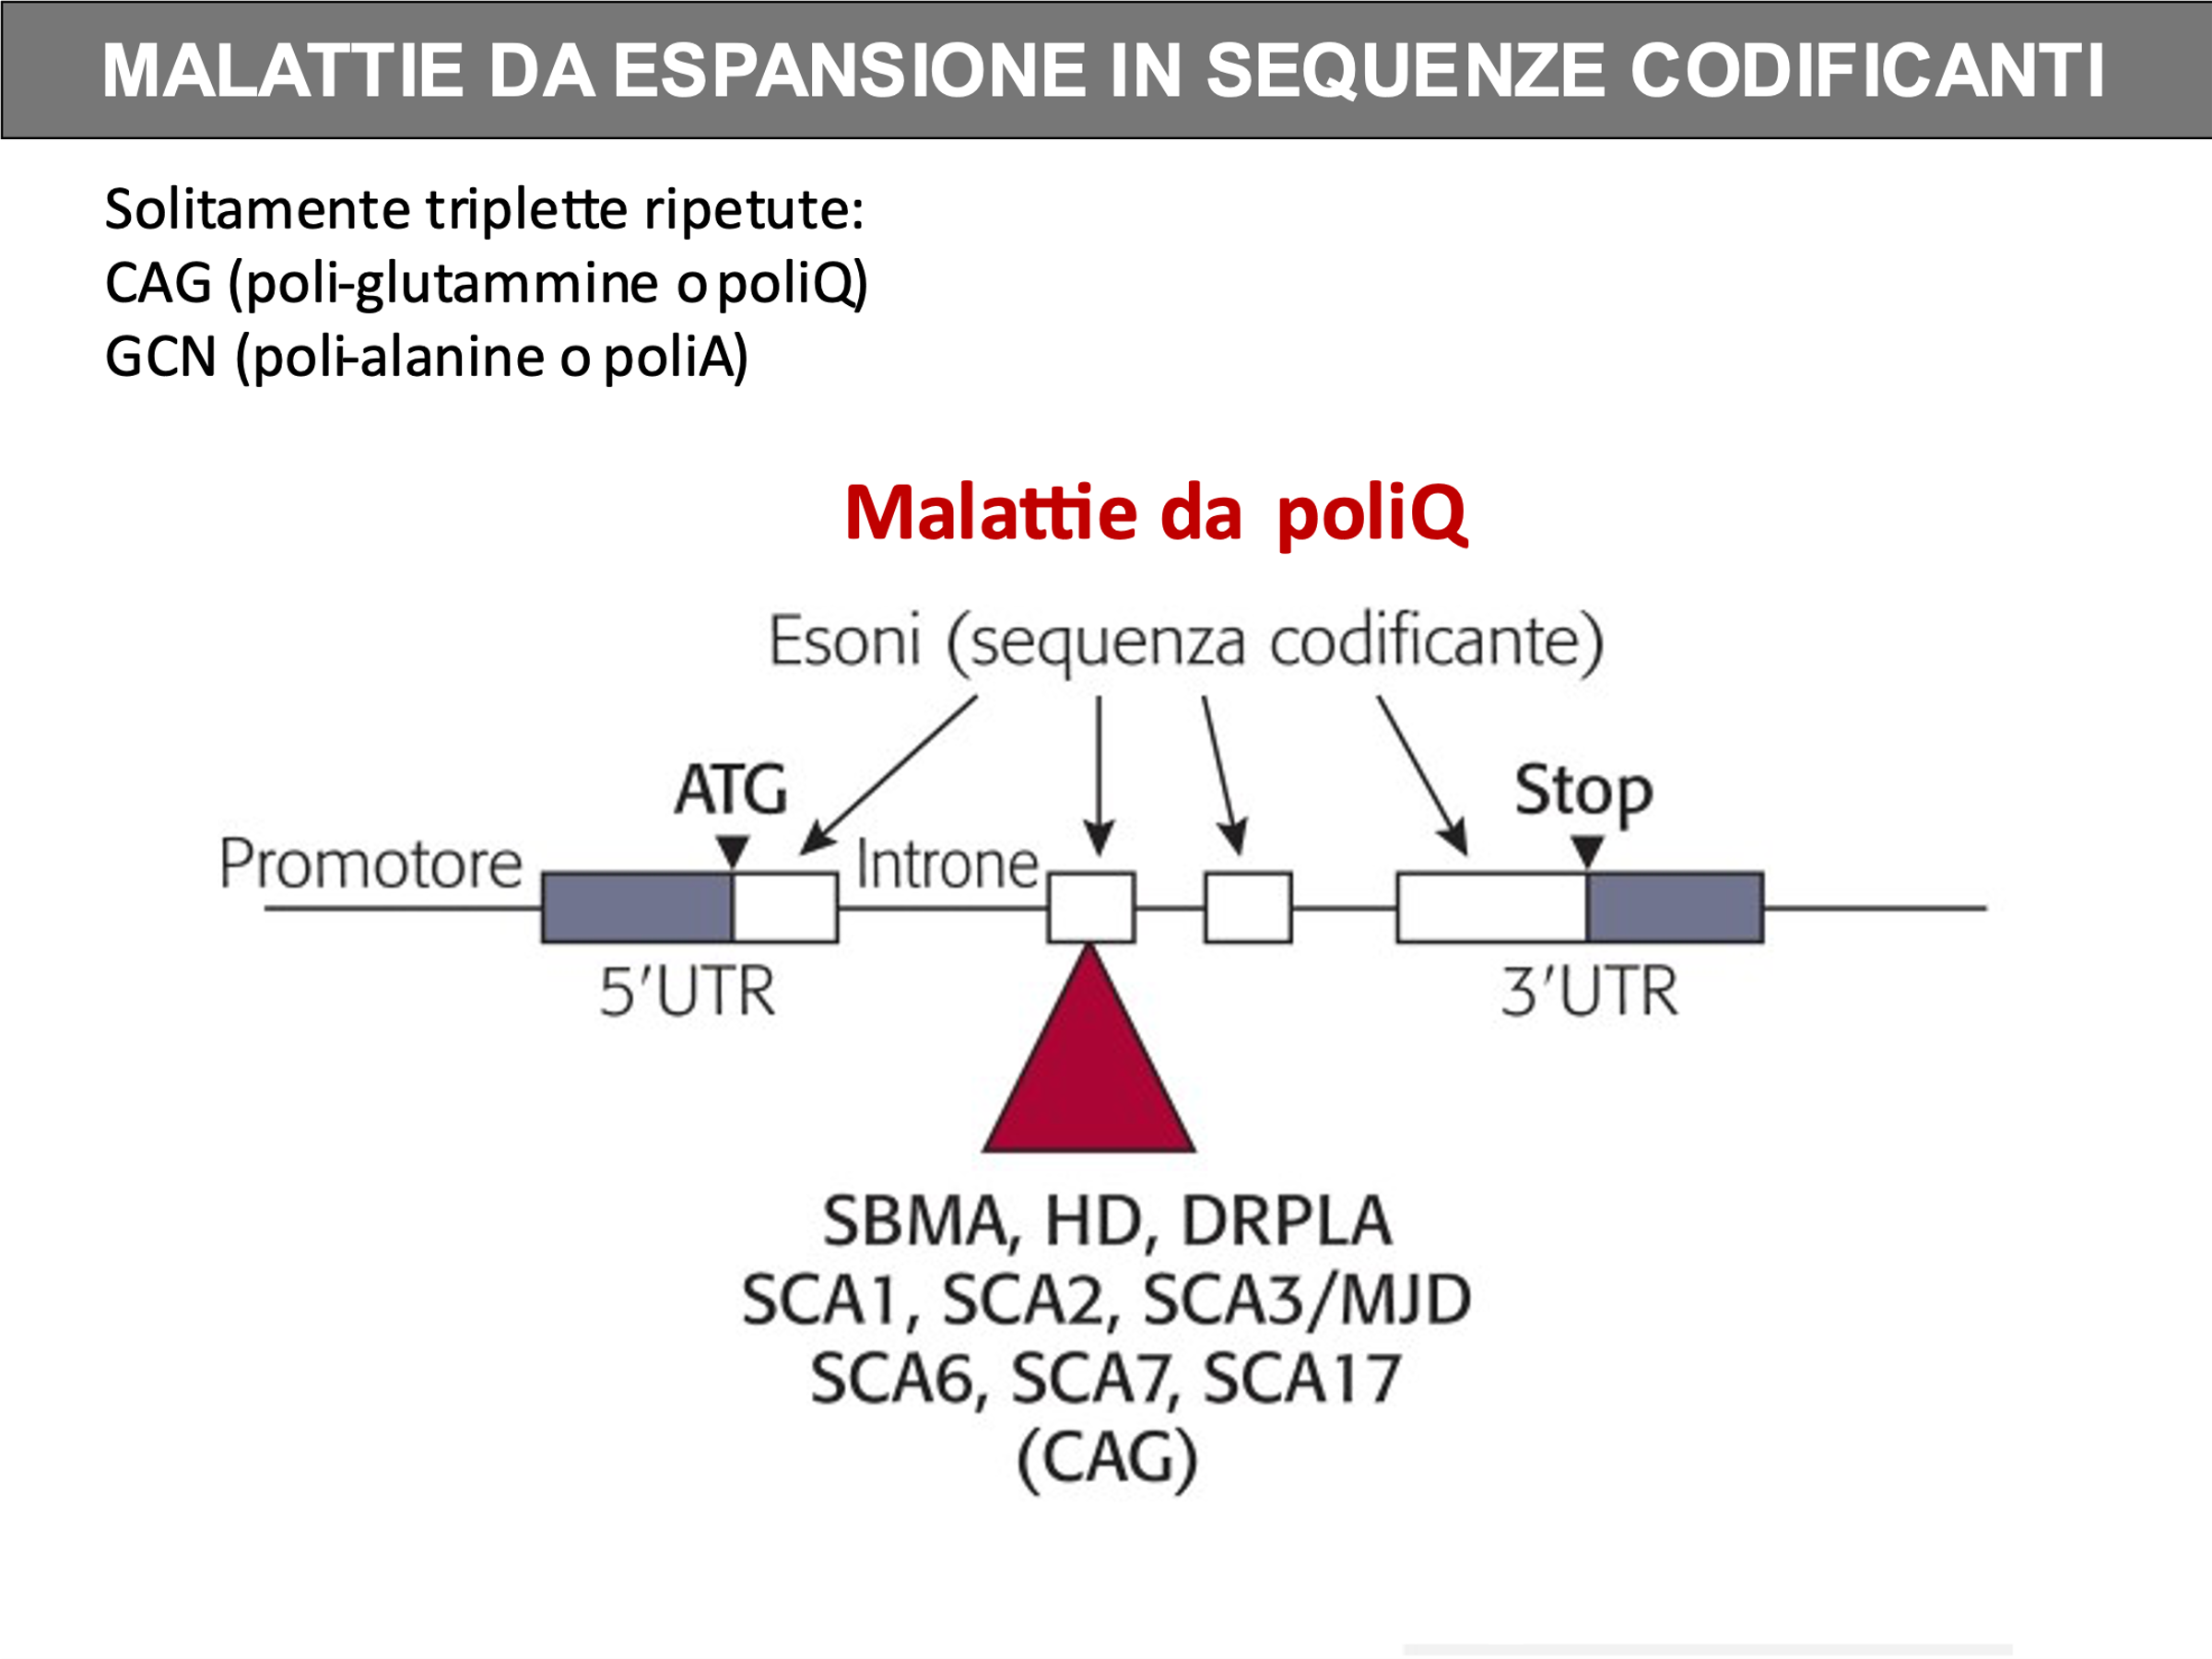 MALATTIE DA ESPANSIONE IN SEQUENZE CODIFICANTI
Solitamente triplette ripetute:
CAG (poli-glutammine o poliQ)
GCN (poli-alanine o poliA)
Malattie da poliQ
Esoni (sequenza codificante)
ATG
Stop
Promotore
Introne
5'UTR
3'UTR
SBMA, HD, DRPLA
SCA1, SCA2, SCA3/MJD
SCA6, SCA7, SCA17
(CAG)